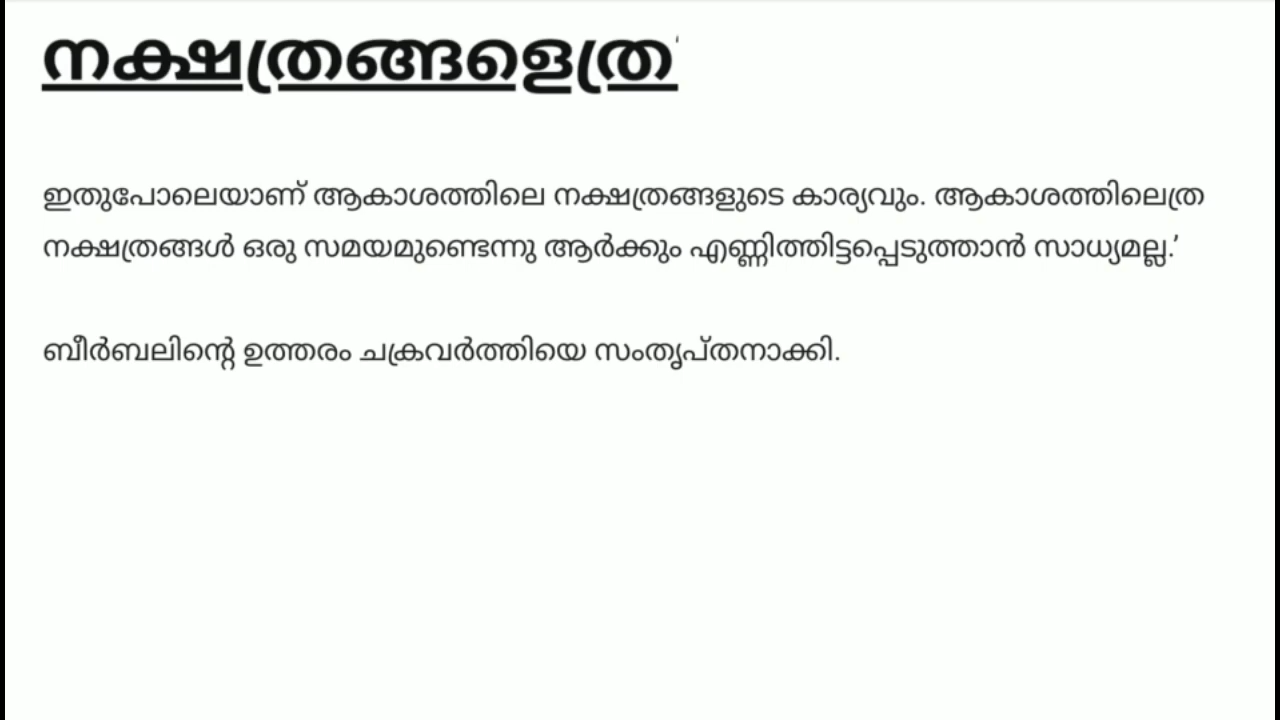 നക്ഷത്രങ്ങളെത്ര'
ഇതുപോലെയാണ് ആകാശത്തിലെ നക്ഷത്രങ്ങളുടെ കാര്യവും. ആകാശത്തിലെത്ര
നക്ഷത്രങ്ങൾ ഒരു സമയമുണ്ടെന്നു ആർക്കും എണ്ണിത്തിട്ടപ്പെടുത്താൻ സാധ്യമല്ല.’
ബീർബലിന്റെ ഉത്തരം ചക്രവർത്തിയെ സംതൃപ്തനാക്കി.